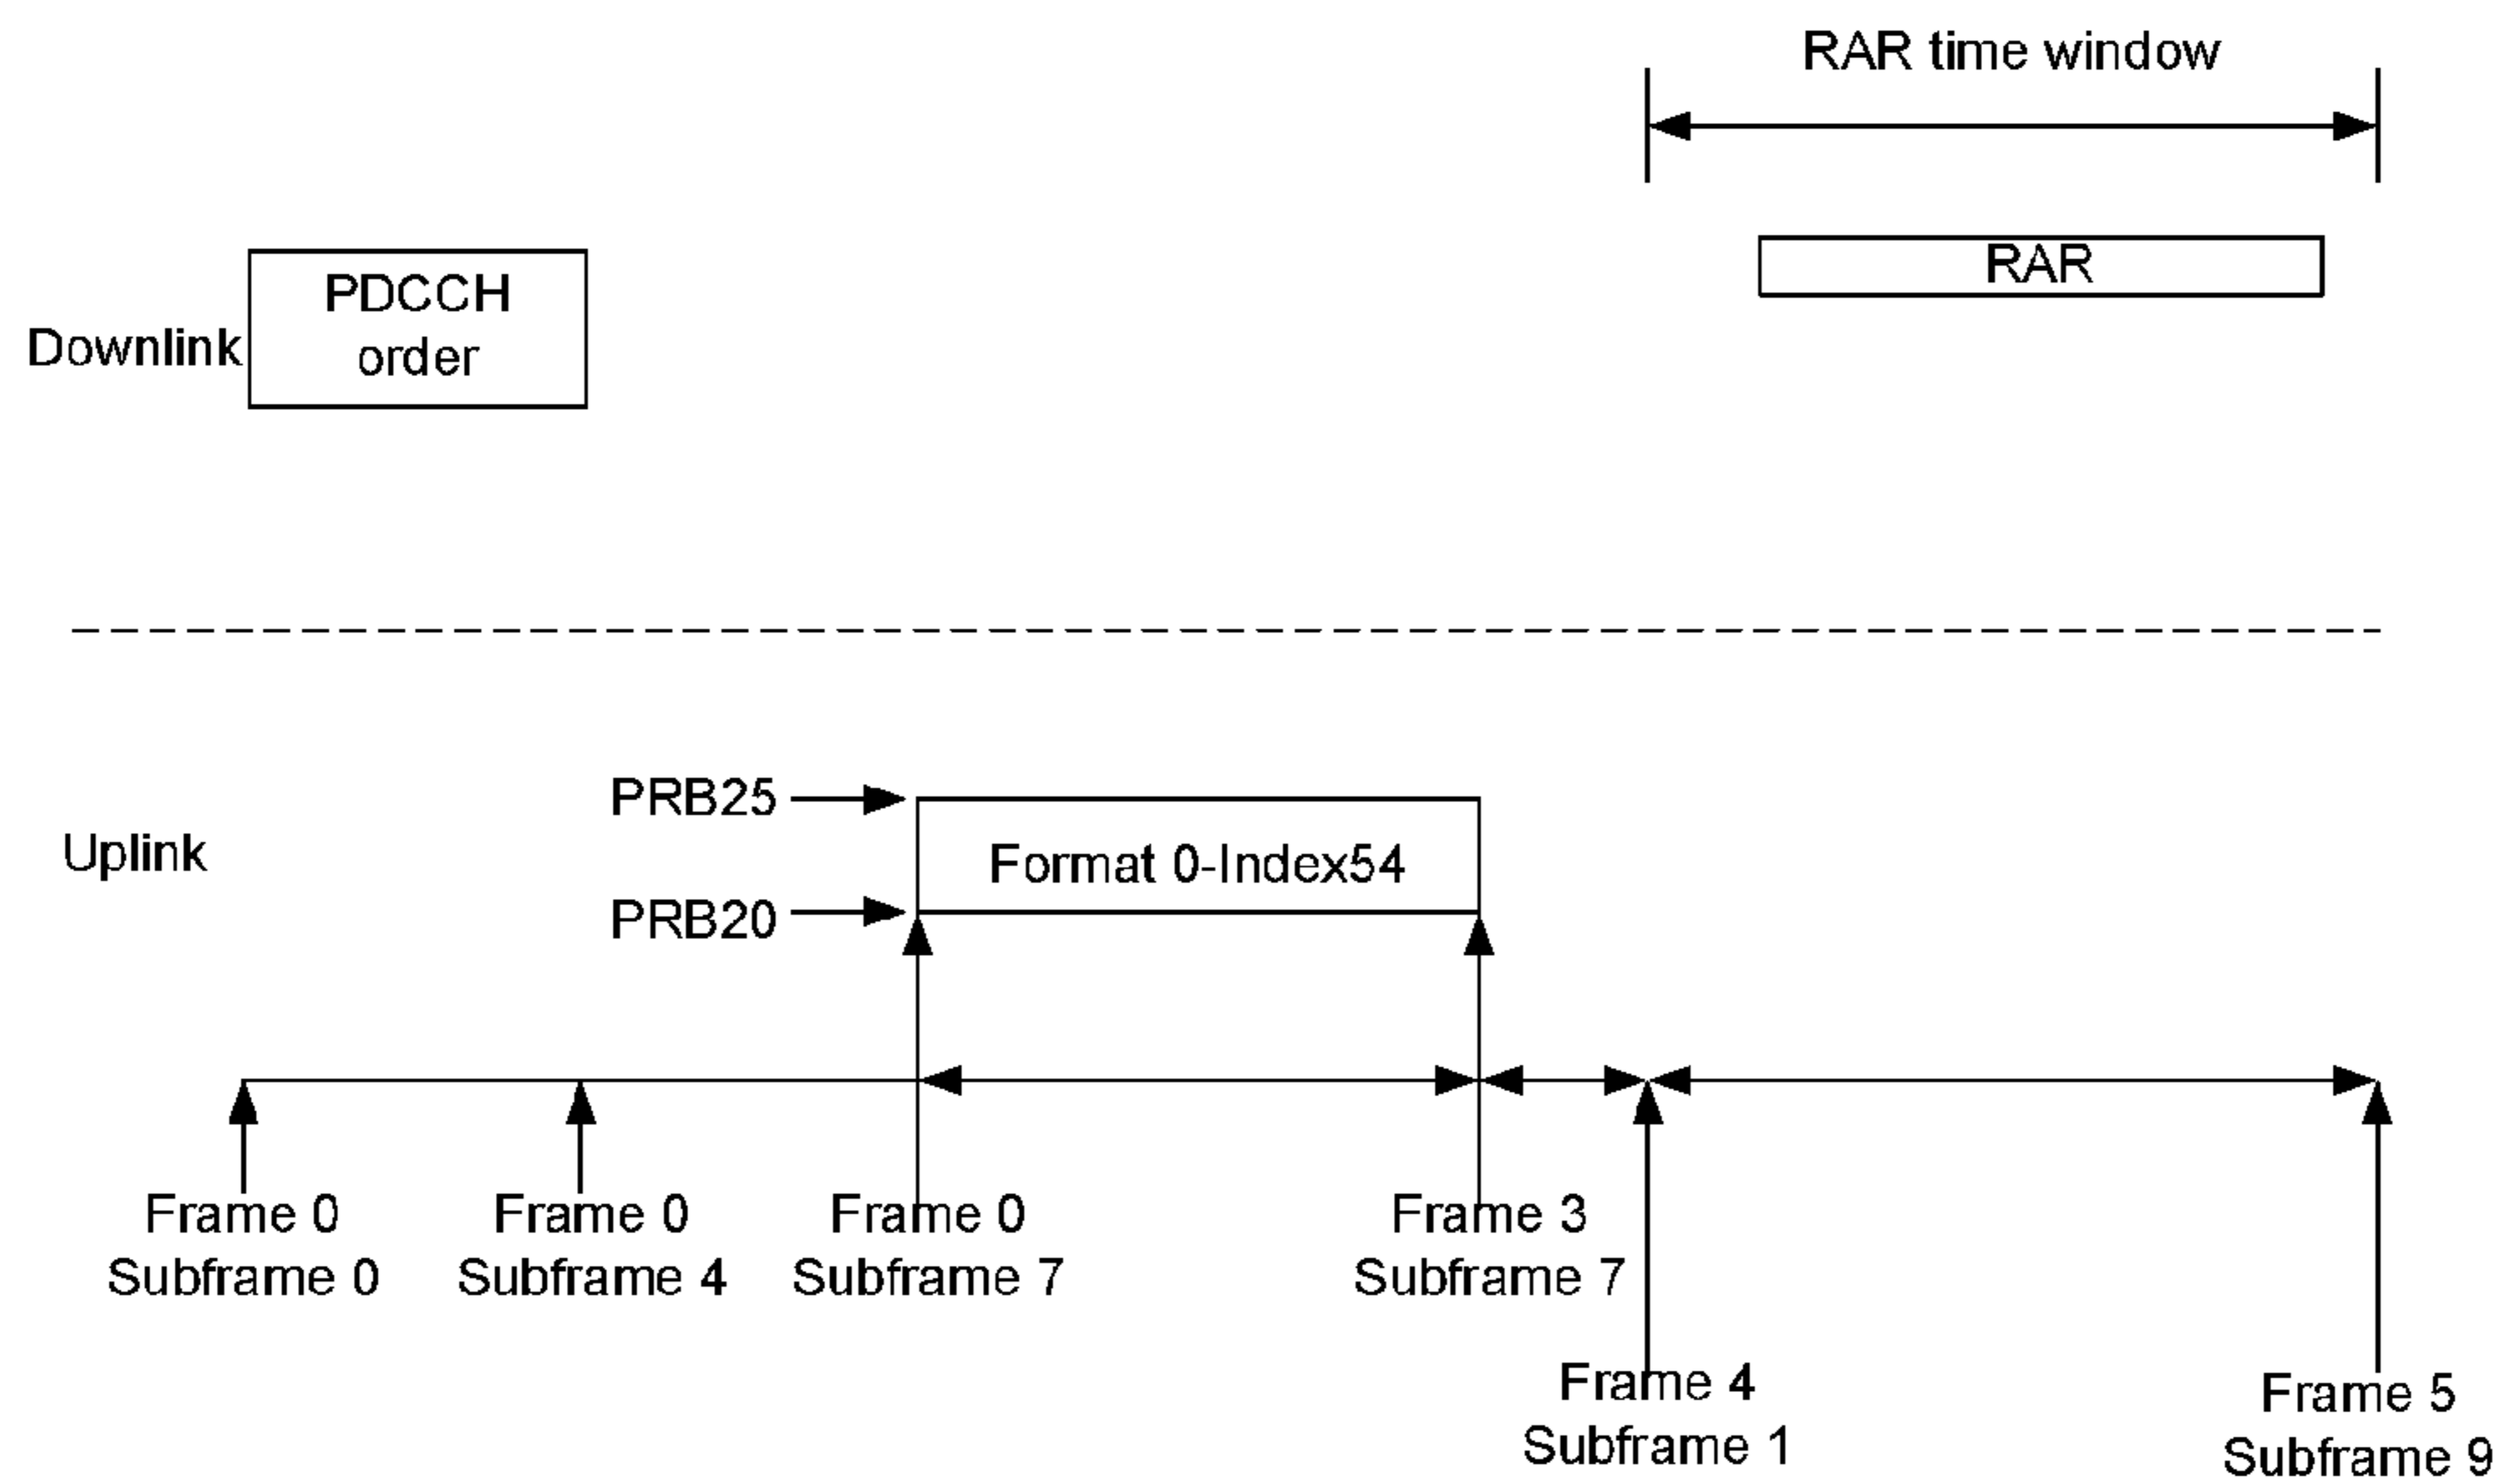 RAR time window
RAR
PDCCH
order
Downlink
PRB25
Format 0-Index54
Uplink
PRB20
Frame 0
Subframe 0
Frame 0
Subframe 4
Frame 0
Subframe 7
Frame 3
Subframe 7
Frame 4
Subframe 1
Frame 5
Subframe 9